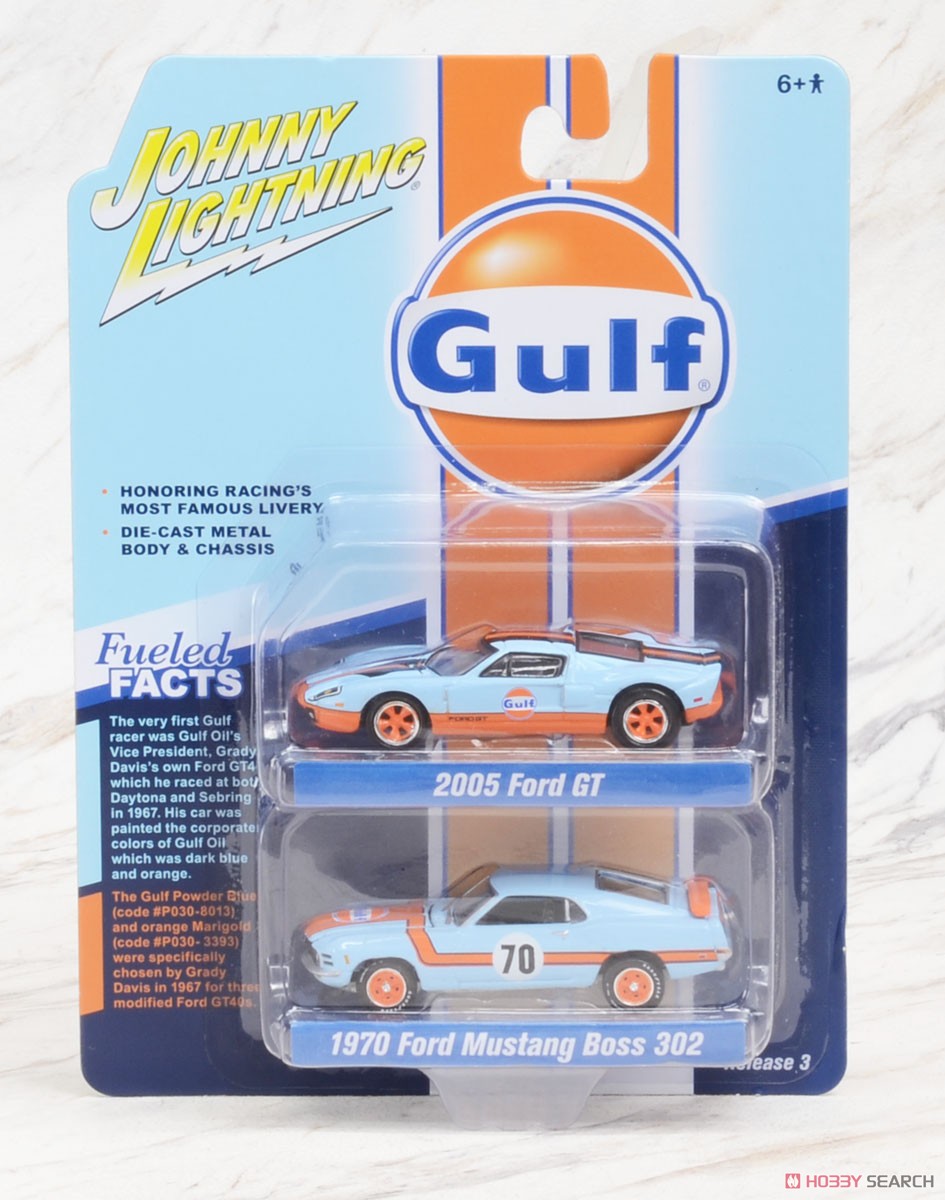 6+
JOHNNY
LIGHTNING®
Gulf®
• HONORING RACING'S
MOST FAMOUS LIVERY
• DIE-CAST METAL
BODY & CHASSIS
Fueled
FACTS
The very first Gulf
racer was Gulf Oil's
Vice President, Grady
Davis's own Ford GT4
which he raced at both
Daytona and Sebring
in 1967. His car was
painted the corporate
colors of Gulf Oil
which was dark blue
and orange.
The Gulf Powder Blue
(code #P030-8013)
and orange Marigold
(code #P030- 3393)
were specifically
chosen by Grady
Davis in 1967 for three
modified Ford GT40s.
Gulf
FORD GT
2005 Ford GT
70
1970 Ford Mustang Boss 302
Release 3
HOBBY SEARCH